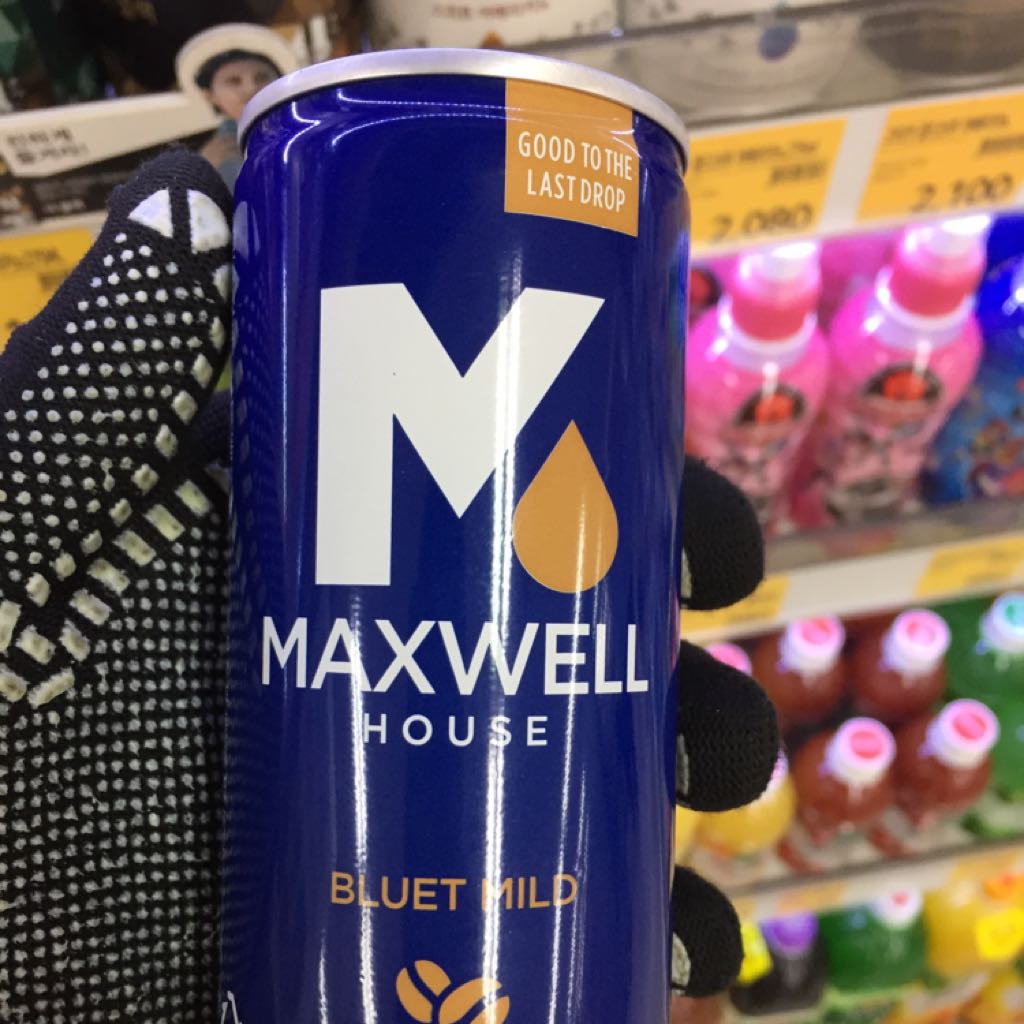 GOOD TO THE
LAST DROP
MAXWELL
HOUSE
BLUET MILD
2,080
2,100